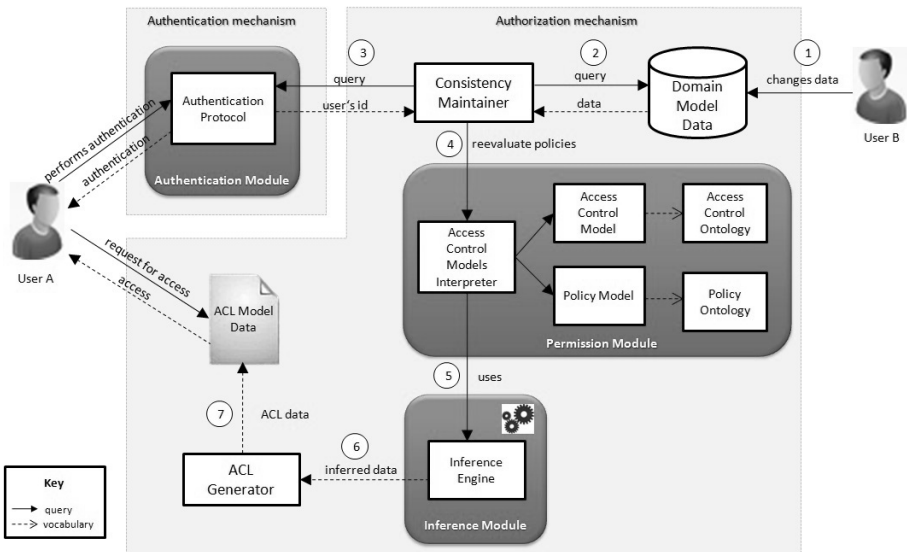 Authentication mechanism
Authorization mechanism
3
2
1
query
query
changes data
Authentication
Protocol
Consistency
Maintainer
Domain
Model
Data
user's id
data
User B
performs authentication
authentication
4
reevaluate policies
Authentication Module
User A
Access
Control
Models
Interpreter
Access
Control
Model
Access
Control
Ontology
Policy Model
Policy
Ontology
Permission Module
request for access
access
ACL Model
Data
5
uses
7
ACL data
6
inferred data
ACL
Generator
Inference
Engine
Inference Module
Key
query
vocabulary